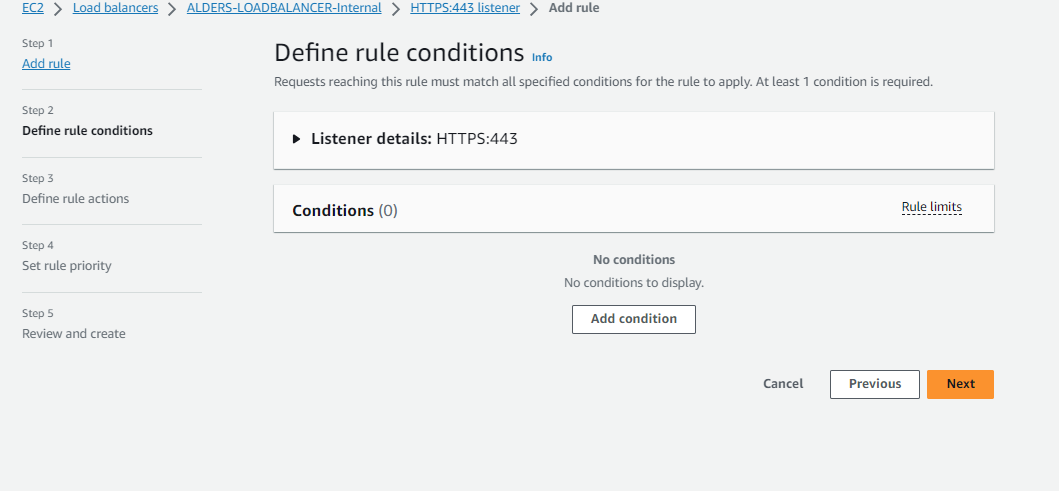 EC2 > Load balancers > ALDERS-LOADBALANCER-Internal > HTTPS:443 listener > Add rule
Step 1
Add rule
Step 2
Define rule conditions
Step 3
Define rule actions
Step 4
Set rule priority
Step 5
Review and create
Define rule conditions Info
Requests reaching this rule must match all specified conditions for the rule to apply. At least 1 condition is required.
Listener details: HTTPS:443
Conditions (0)
Rule limits
No conditions
No conditions to display.
Add condition
Cancel
Previous
Next